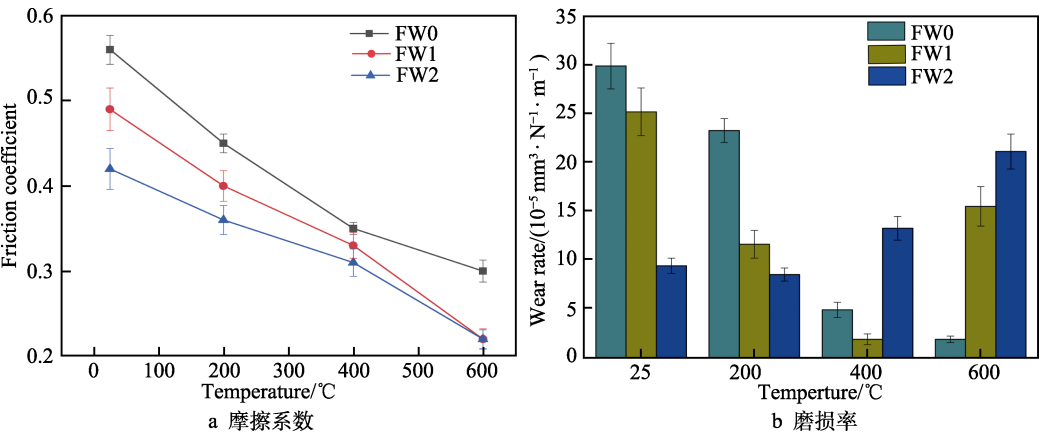 0.6
0.5
0.4
0.3
0.2
Friction coefficient
FW0
FW1
FW2
0 100 200 300 400 500 600
Temperature/℃
a 摩擦系数
35
30
25
20
15
10
5
0
Wear rate/(10⁻⁵ mm³ · N⁻¹ · m⁻¹ )
FW0
FW1
FW2
25 200 400 600
Temperture/℃
b 磨损率